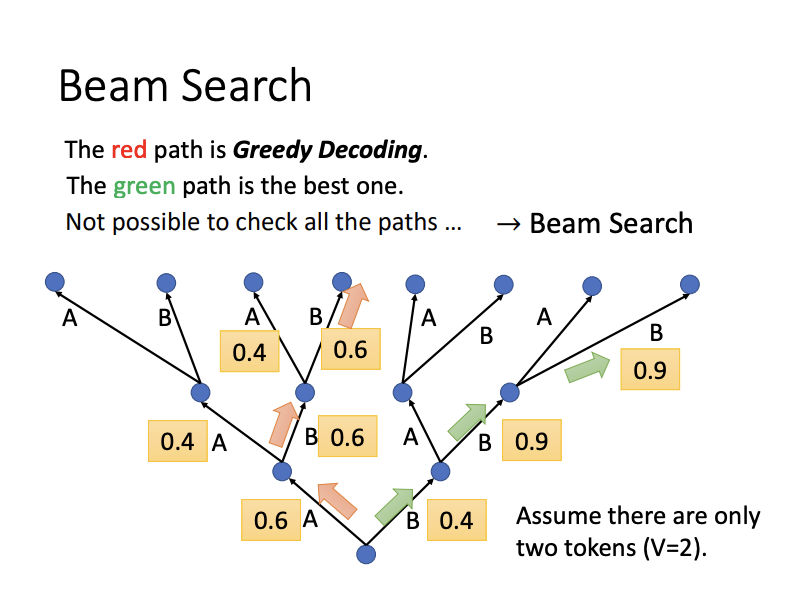 Beam Search
The red path is Greedy Decoding.
The green path is the best one.
Not possible to check all the paths ... → Beam Search
A B A B A B A B
0.4 0.6 0.9
0.4 A B 0.6 A B 0.9
0.6 A B 0.4
Assume there are only
two tokens (V=2).